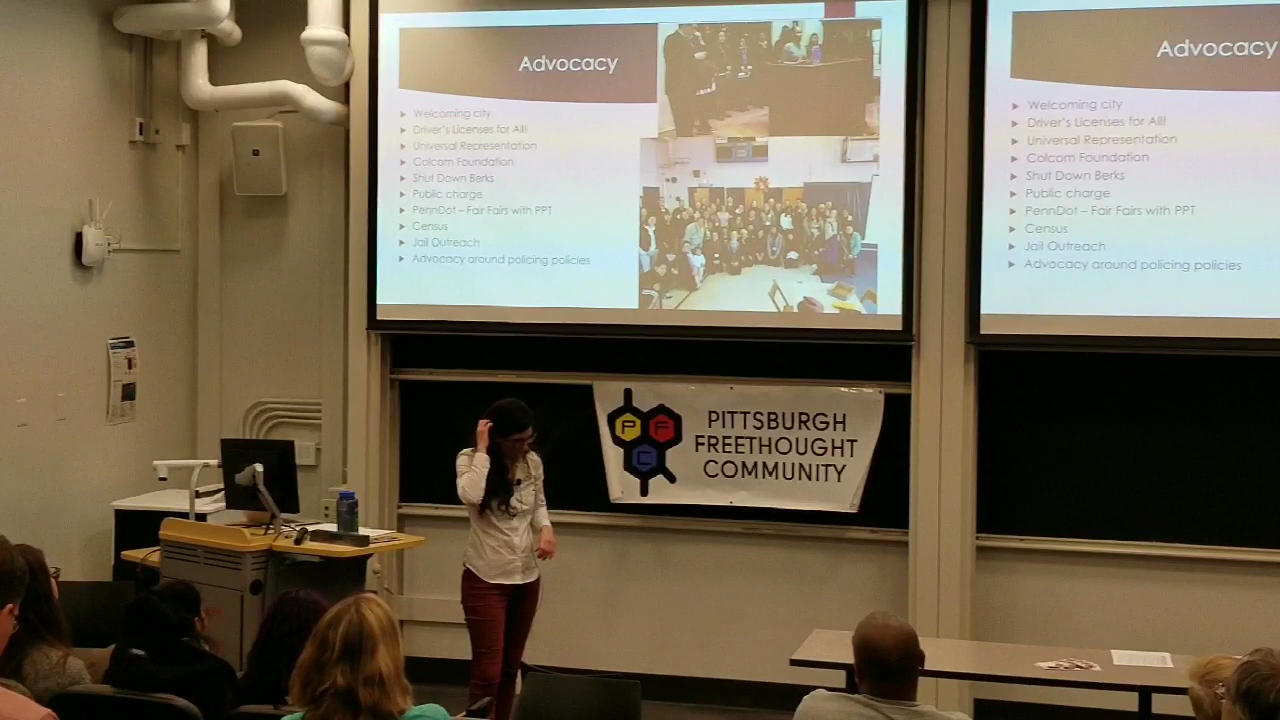 Advocacy
Welcoming city
Driver's Licenses for All!
Universal Representation
Colcom Foundation
Shut Down Berks
Public charge
PennDot – Fair Fairs with PPT
Census
Jail Outreach
Advocacy around policing policies
Advocacy
Welcoming city
Driver's Licenses for All!
Universal Representation
Colcom Foundation
Shut Down Berks
Public charge
PennDot – Fair Fairs with PPT
Census
Jail Outreach
Advocacy around policing policies
P F
C
PITTSBURGH
FREETHOUGHT
COMMUNITY